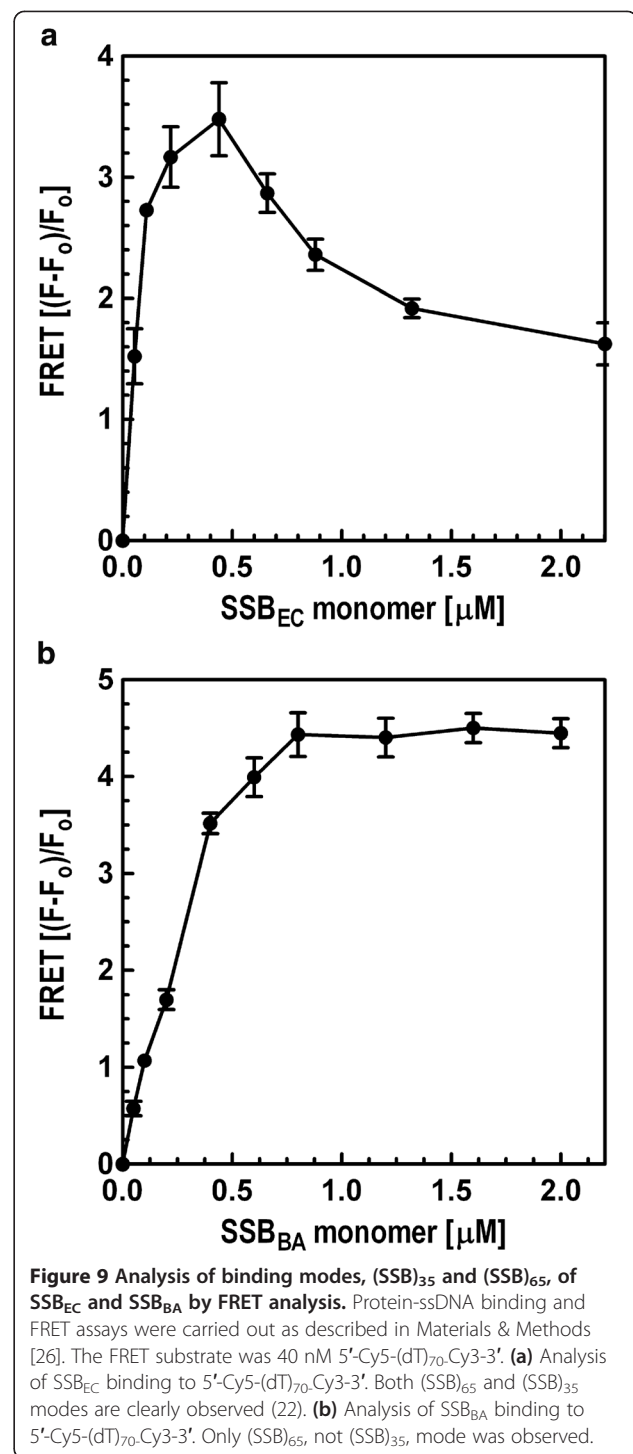 a
4
3
2
1
0
FRET [(F-Fo)/Fo]
0.0 0.5 1.0 1.5 2.0
SSBEC monomer [μM]
b
5
4
3
2
1
0
FRET [(F-Fo)/Fo]
0.0 0.5 1.0 1.5 2.0
SSBBA monomer [μM]
Figure 9 Analysis of binding modes, (SSB)35 and (SSB)65, of
SSBEC and SSBBA by FRET analysis. Protein-ssDNA binding and
FRET assays were carried out as described in Materials & Methods
[26]. The FRET substrate was 40 nM 5′-Cy5-(dT)70-Cy3-3′. (a) Analysis
of SSBEC binding to 5′-Cy5-(dT)70-Cy3-3′. Both (SSB)65 and (SSB)35
modes are clearly observed (22). (b) Analysis of SSBBA binding to
5′-Cy5-(dT)70-Cy3-3′. Only (SSB)65, not (SSB)35, mode was observed.